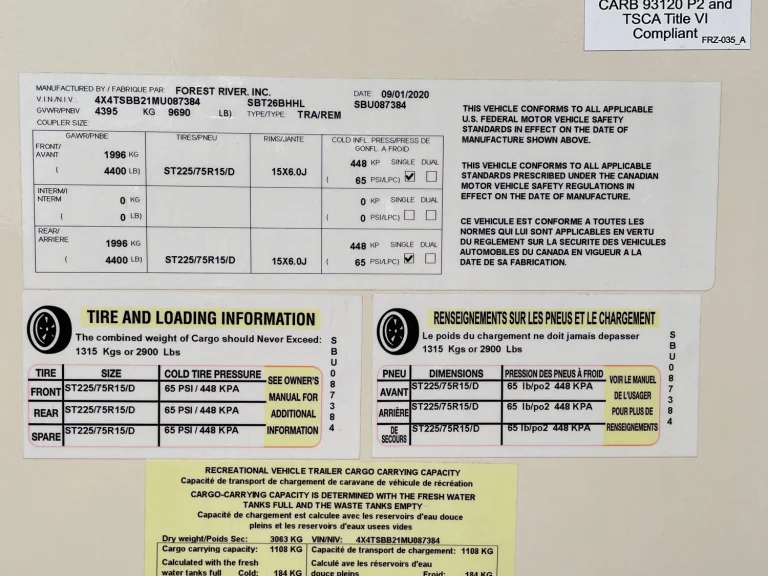 CARB 93120 P2 and
TSCA Title VI
Compliant FRZ-035_A
MANUFACTURED BY / FABRIQUE PAR: FOREST RIVER, INC. DATE: 09/01/2020
V.I.N./N.I.V: 4X4TSBB21MU087384 SBT26BHHL SBU087384
GVWR/PNBV 4395 KG 9690 LB) TYPE/TYPE: TRA/REM
COUPLER SIZE:
GAWR/PNBE TIRES/PNEU RIMS/JANTE COLD INFL. PRESS/PRESS DE
GONFL. A FROID
FRONT/
AVANT 1996 KG 448 KP SINGLE DUAL
( 4400 LB) ST225/75R15/D 15X6.0J ( 65 PSI/LPC)
INTERM/I
NTERM 0 KG 0 KP SINGLE DUAL
( 0 LB) ( 0 PSI/LPC)
REAR/
ARRIÈRE 1996 KG 448 KP SINGLE DUAL
( 4400 LB) ST225/75R15/D 15X6.0J ( 65 PSI/LPC)
THIS VEHICLE CONFORMS TO ALL APPLICABLE
U.S. FEDERAL MOTOR VEHICLE SAFETY
STANDARDS IN EFFECT ON THE DATE OF
MANUFACTURE SHOWN ABOVE.
THIS VEHICLE CONFORMS TO ALL APPLICABLE
STANDARDS PRESCRIBED UNDER THE CANADIAN
MOTOR VEHICLE SAFETY REGULATIONS IN
EFFECT ON THE DATE OF MANUFACTURE.
CE VEHICULE EST CONFORME A TOUTES LES
NORMES QUI LUI SONT APPLICABLES EN VERTU
DU REGLEMENT SUR LA SECURITE DES VEHICULES
AUTOMOBILES DU CANADA EN VIGUEUR A LA
DATE DE SA FABRICATION.
TIRE AND LOADING INFORMATION
The combined weight of Cargo should Never Exceed:
1315 Kgs or 2900 Lbs
TIRE SIZE COLD TIRE PRESSURE
FRONT ST225/75R15/D 65 PSI / 448 KPA
REAR ST225/75R15/D 65 PSI / 448 KPA
SPARE ST225/75R15/D 65 PSI / 448 KPA
SEE OWNER'S
MANUAL FOR
ADDITIONAL
INFORMATION
SBU087384
RENSEIGNEMENTS SUR LES PNEUS ET LE CHARGEMENT
Le poids du chargement ne doit jamais depasser
1315 Kgs or 2900 Lbs
PNEU DIMENSIONS PRESSION DES PNEUS À FROID
AVANT ST225/75R15/D 65 lb/po2 448 KPA
ARRIÈRE ST225/75R15/D 65 lb/po2 448 KPA
DE
SECOURS ST225/75R15/D 65 lb/po2 448 KPA
VOIR LE MANUEL
DE L'USAGER
POUR PLUS DE
RENSEIGNEMENTS
SBU087384
RECREATIONAL VEHICLE TRAILER CARGO CARRYING CAPACITY
Capacité de transport de chargement de caravane de véhicule de récréation
CARGO-CARRYING CAPACITY IS DETERMINED WITH THE FRESH WATER
TANKS FULL AND THE WASTE TANKS EMPTY
Capacité de chargement est calculee avec les reservoirs d'eau douce
pleins et les reservoirs d'eaux usees vides
Dry weight/Poids Sec: 3063 KG VIN/NIV: 4X4TSBB21MU087384
Cargo carrying capacity: 1108 KG Capacité de transport de chargement: 1108 KG
Calculated with the fresh Calculé ave les réservoirs d'eau
water tanks full Cold: 184 KG douce pleins Froid: 184 KG